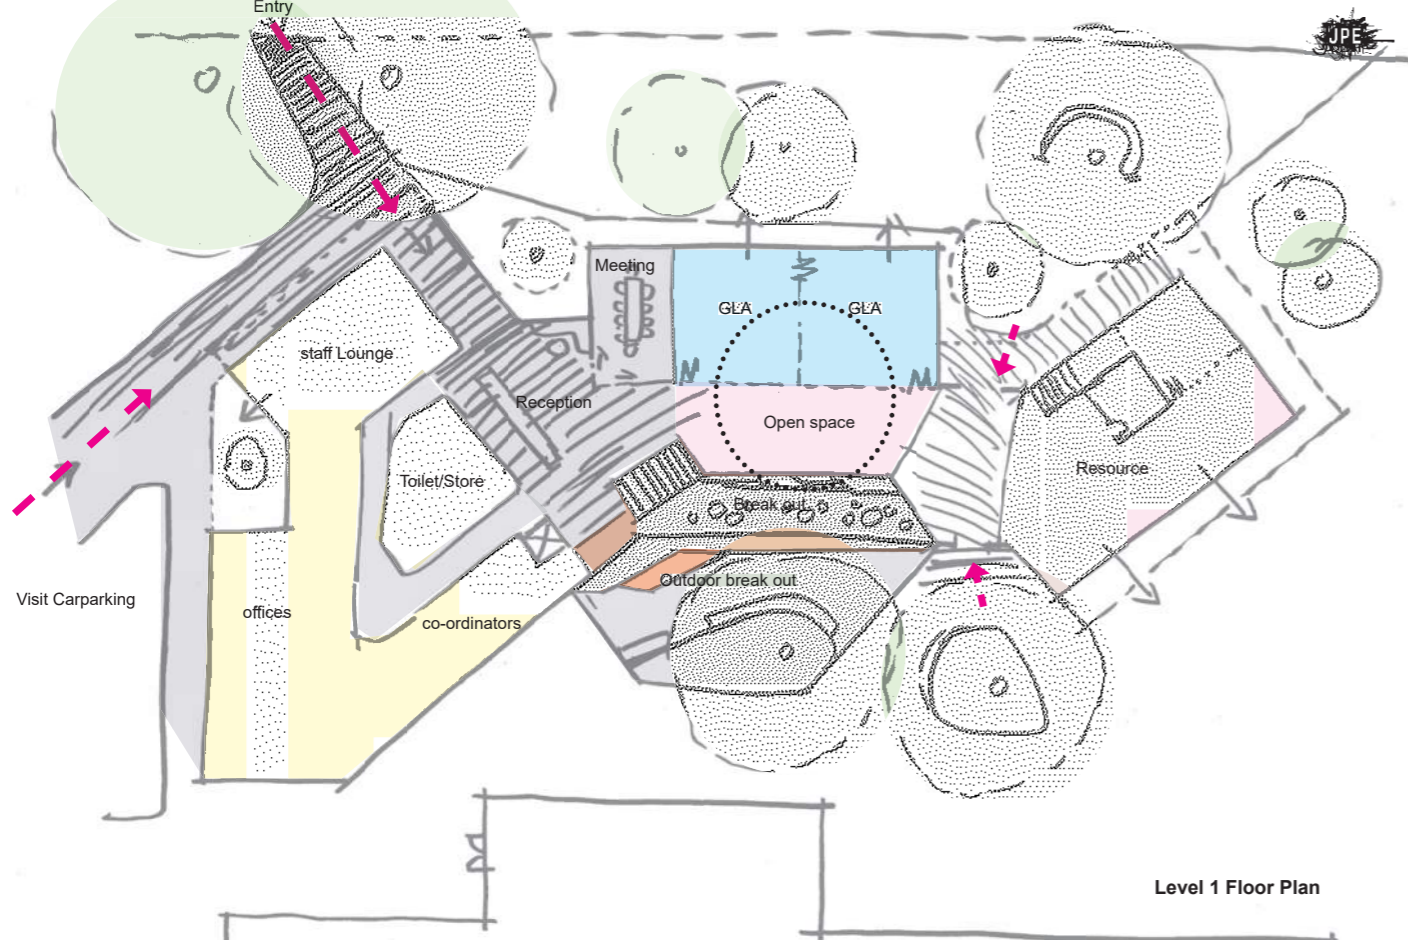 Entry
JPE
Meeting
GLA GLA
staff Lounge
Reception
Open space
Resource
Toilet/Store
Break out
Outdoor break out
Visit Carparking
offices
co-ordinators
Level 1 Floor Plan